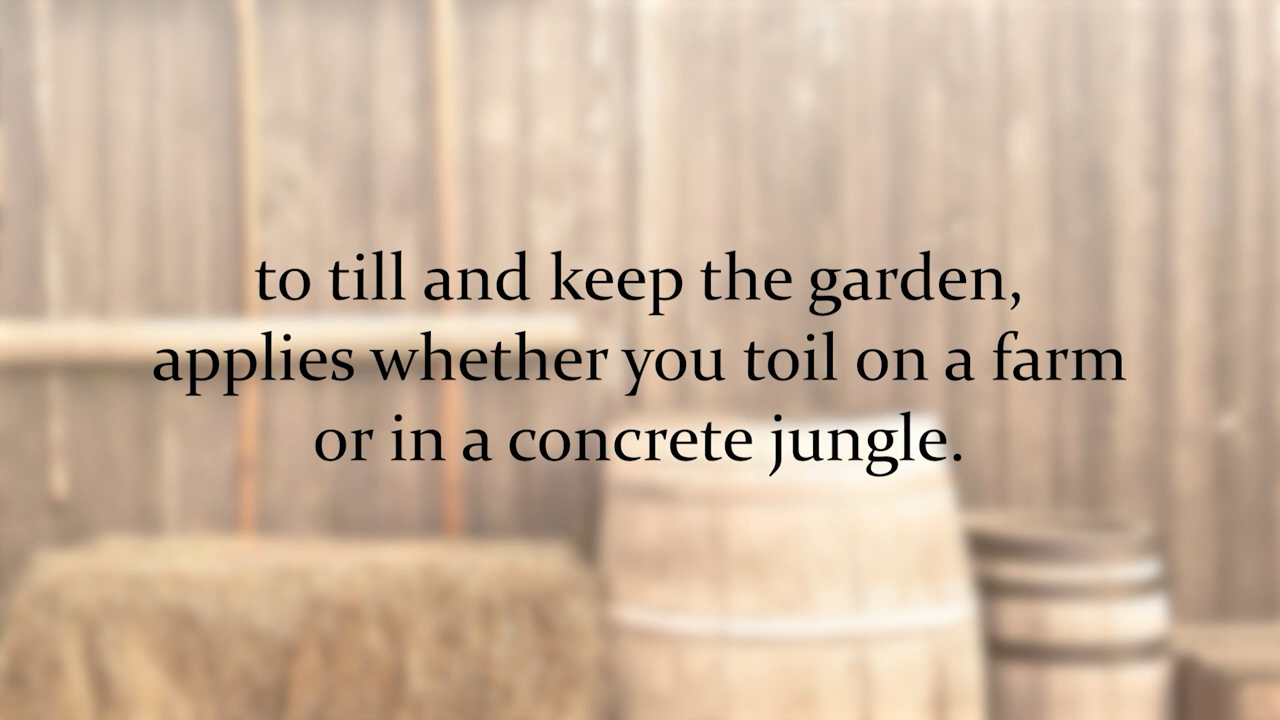 to till and keep the garden,
applies whether you toil on a farm
or in a concrete jungle.